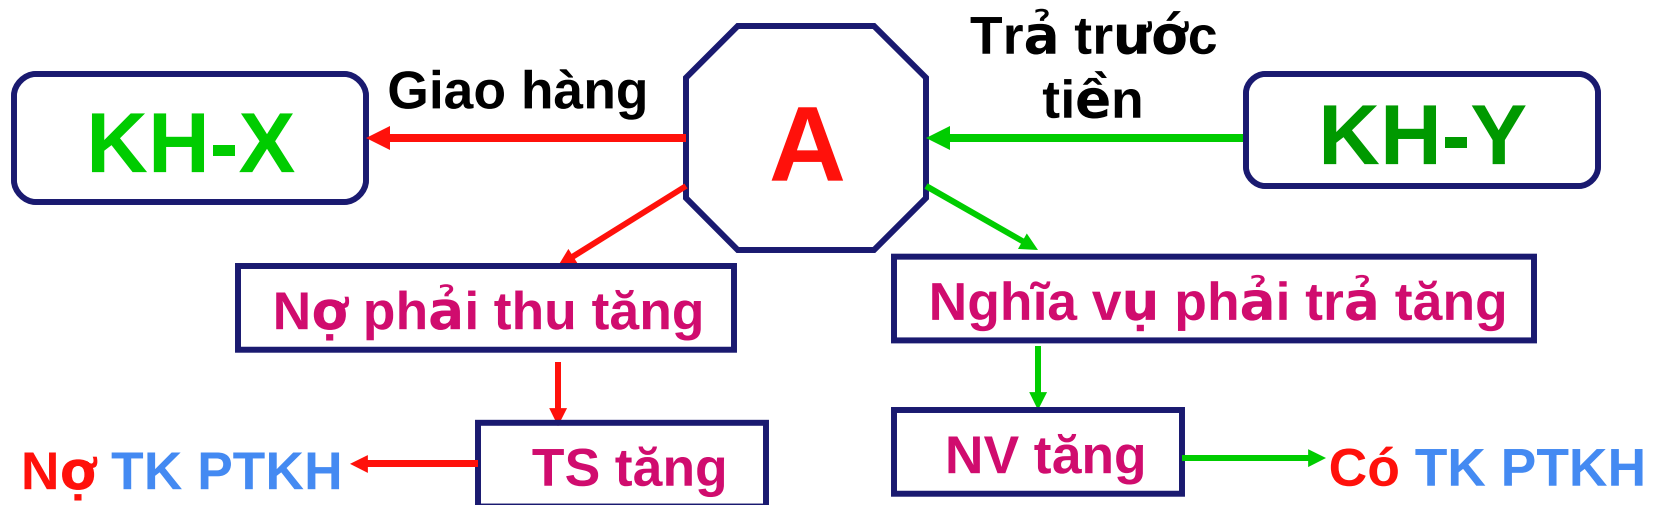 Trả trước
tiền
Giao hàng
KH-X
A
KH-Y
Nợ phải thu tăng
Nghĩa vụ phải trả tăng
TS tăng
NV tăng
Nợ TK PTKH
Có TK PTKH